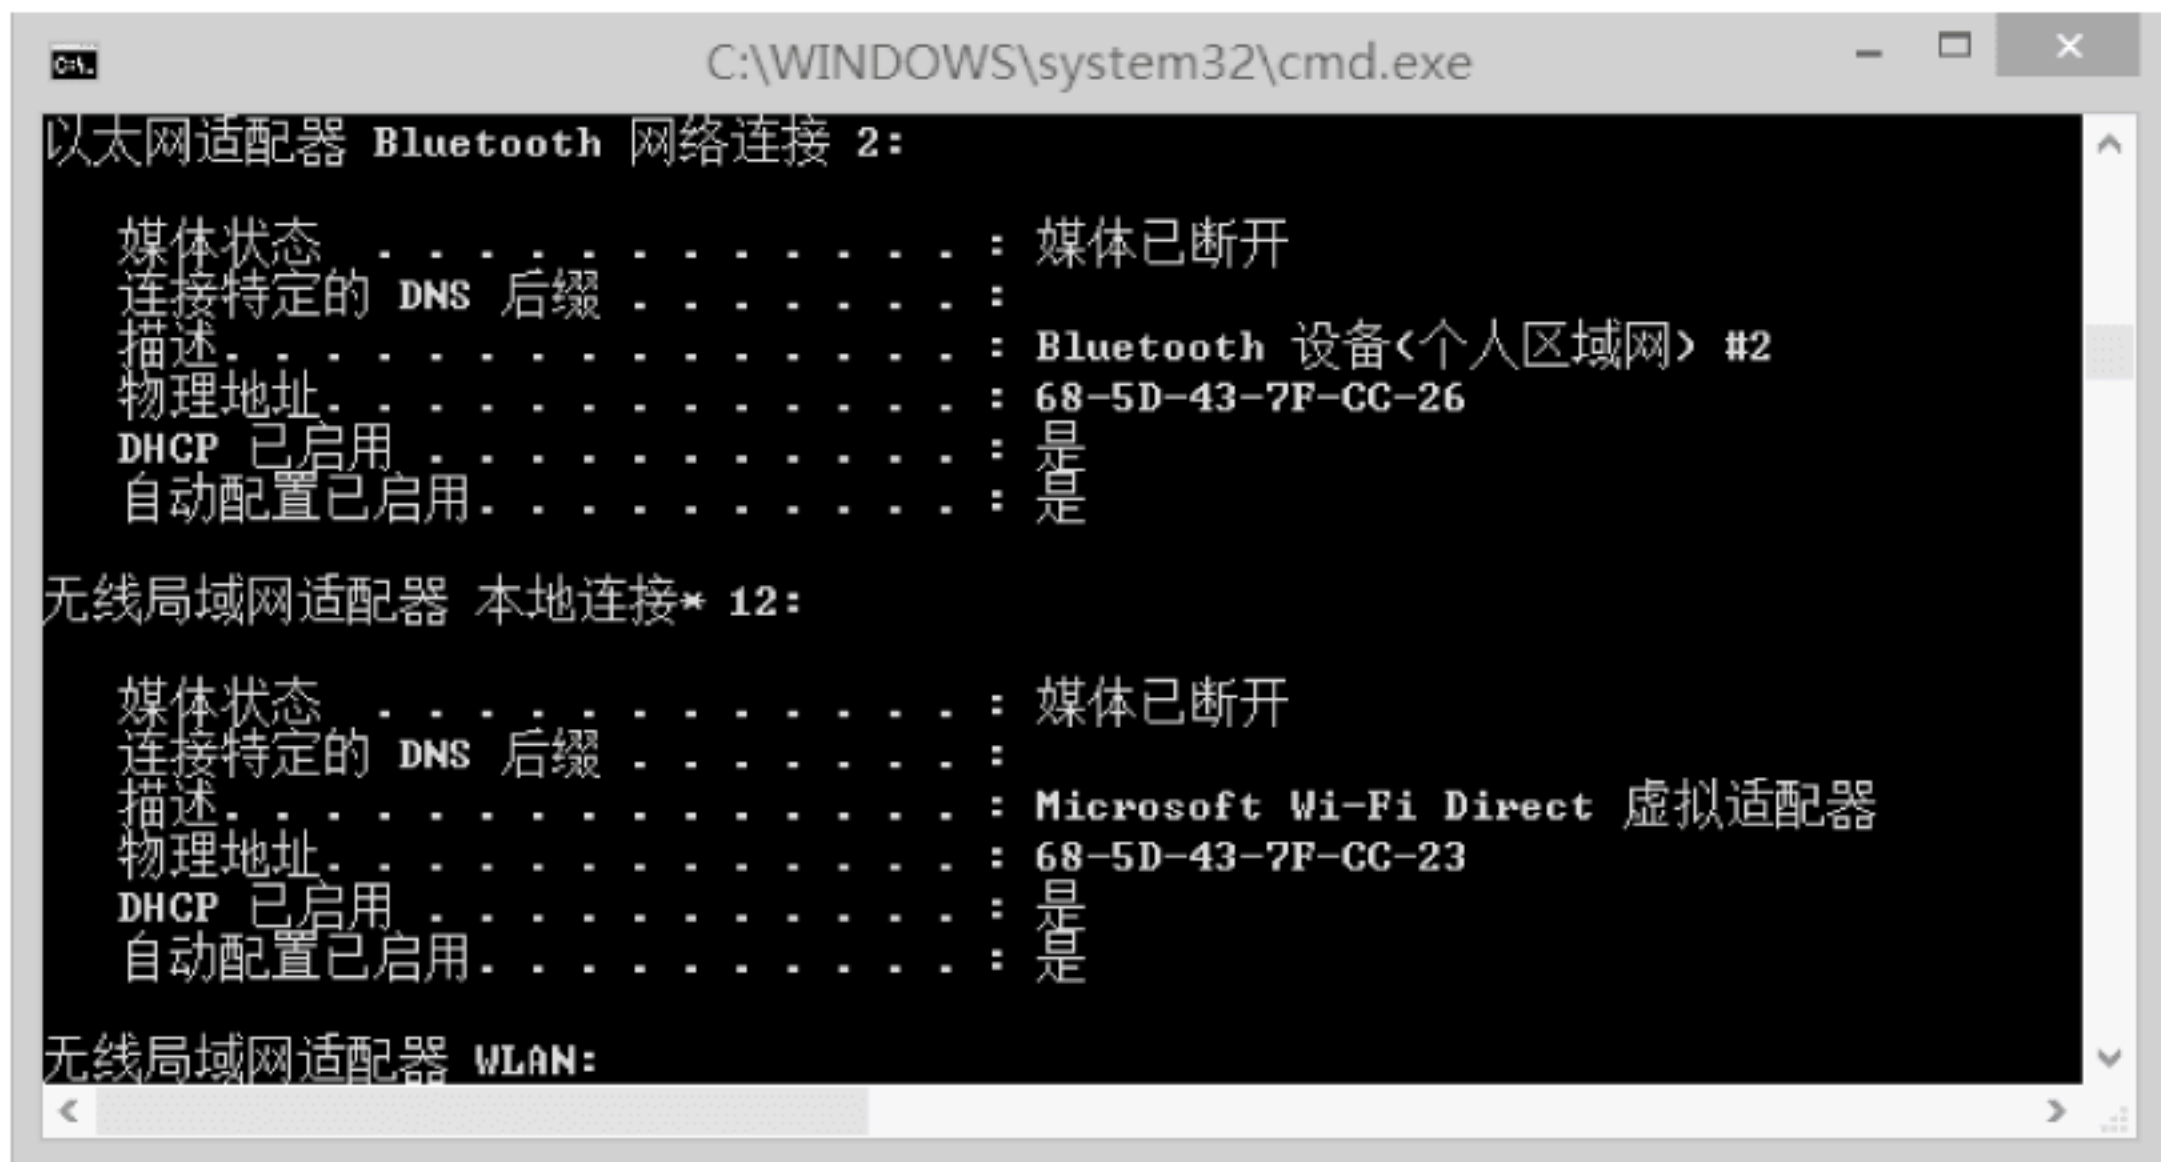 C:\WINDOWS\system32\cmd.exe
以太网适配器 Bluetooth 网络连接 2:
媒体状态  . . . . . . . . . . . . : 媒体已断开
连接特定的 DNS 后缀 . . . . . . . :
描述. . . . . . . . . . . . . . . : Bluetooth 设备(个人区域网) #2
物理地址. . . . . . . . . . . . . : 68-5D-43-7F-CC-26
DHCP 已启用 . . . . . . . . . . . : 是
自动配置已启用. . . . . . . . . . : 是
无线局域网适配器 本地连接* 12:
媒体状态  . . . . . . . . . . . . : 媒体已断开
连接特定的 DNS 后缀 . . . . . . . :
描述. . . . . . . . . . . . . . . : Microsoft Wi-Fi Direct 虚拟适配器
物理地址. . . . . . . . . . . . . : 68-5D-43-7F-CC-23
DHCP 已启用 . . . . . . . . . . . : 是
自动配置已启用. . . . . . . . . . : 是
无线局域网适配器 WLAN: